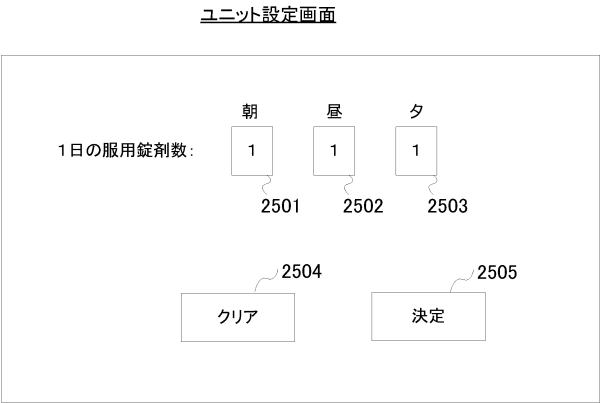 ユニット設定画面
朝 昼 夕
１日の服用錠剤数： 1 1 1
2501 2502 2503
2504 2505
クリア 決定